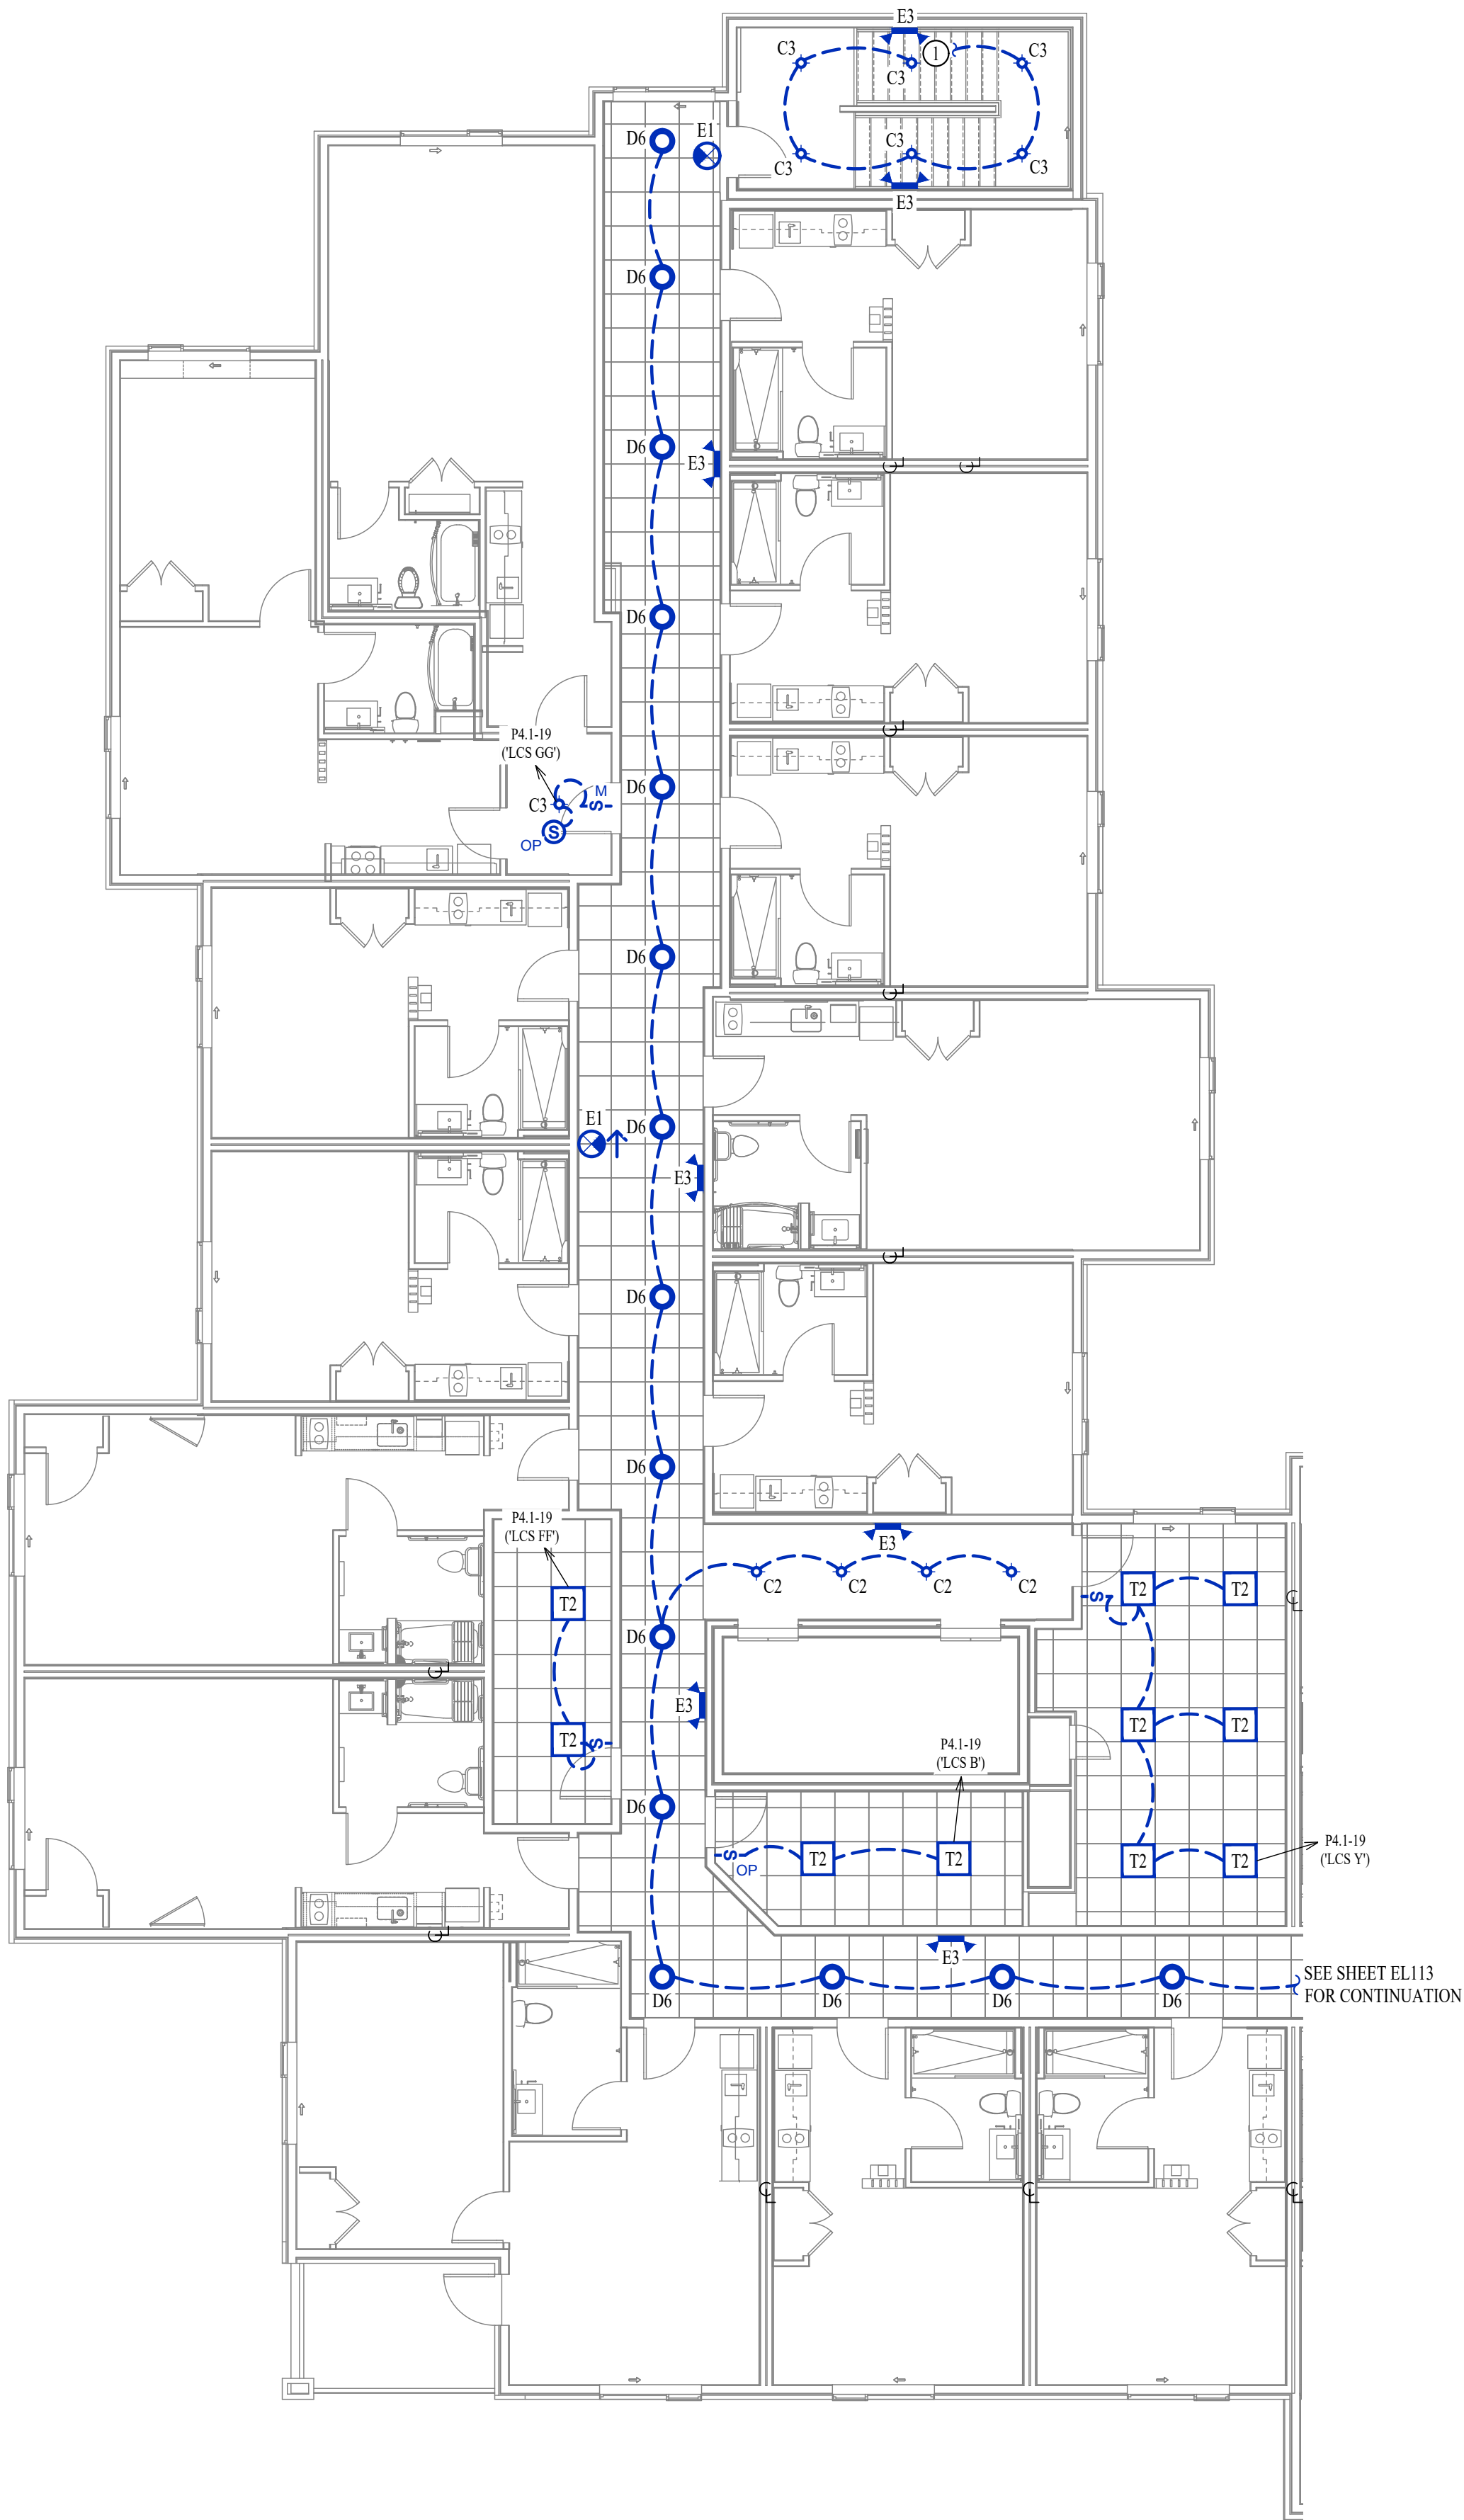 E3
C3
C3
1
C3
D6
E1
C3
C3
C3
E3
D6
D6
E3
D6
P4.1-19
('LCS GG')
D6
M
C3
S
S
OP
D6
E1
D6
E3
D6
D6
P4.1-19
('LCS FF')
E3
C2
C2
C2
C2
T2
T2
S
T2
D6
E3
T2
T2
T2
S
P4.1-19
('LCS B')
D6
P4.1-19
('LCS Y')
S
OP
T2
T2
T2
T2
E3
D6
D6
D6
D6
SEE SHEET EL113
FOR CONTINUATION